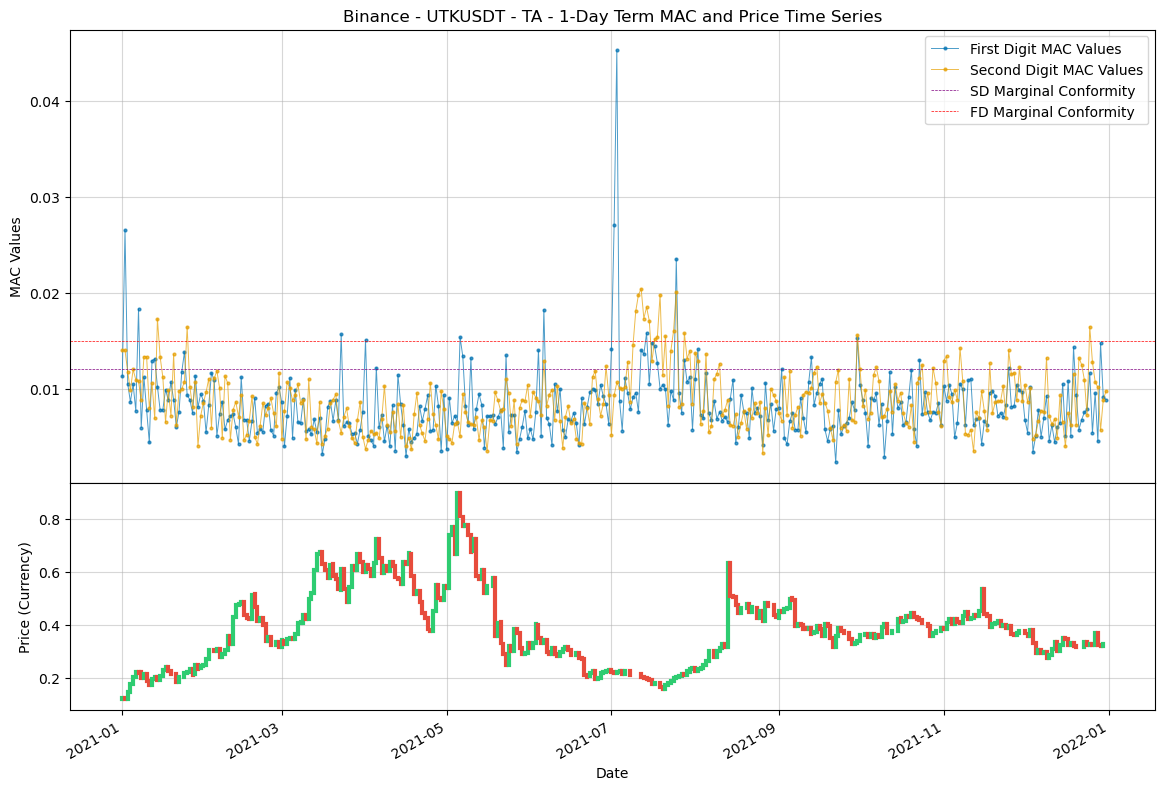 Binance - UTKUSDT - TA - 1-Day Term MAC and Price Time Series
First Digit MAC Values
Second Digit MAC Values
SD Marginal Conformity
FD Marginal Conformity
MAC Values
0.04
0.03
0.02
0.01
Price (Currency)
0.8
0.6
0.4
0.2
2021-01
2021-03
2021-05
2021-07
2021-09
2021-11
2022-01
Date